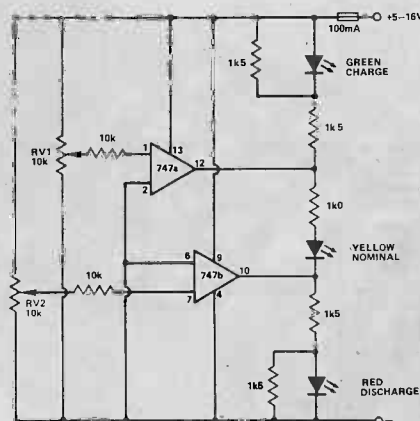 +5-16V
100mA
1k5
GREEN
CHARGE
10k
1
13
RV1
10k
747a
12
2
1k5
1k0
6
9
747b
10
YELLOW
NOMINAL
10k
7
4
RV2
10k
1k5
1k8
RED
DISCHARGE